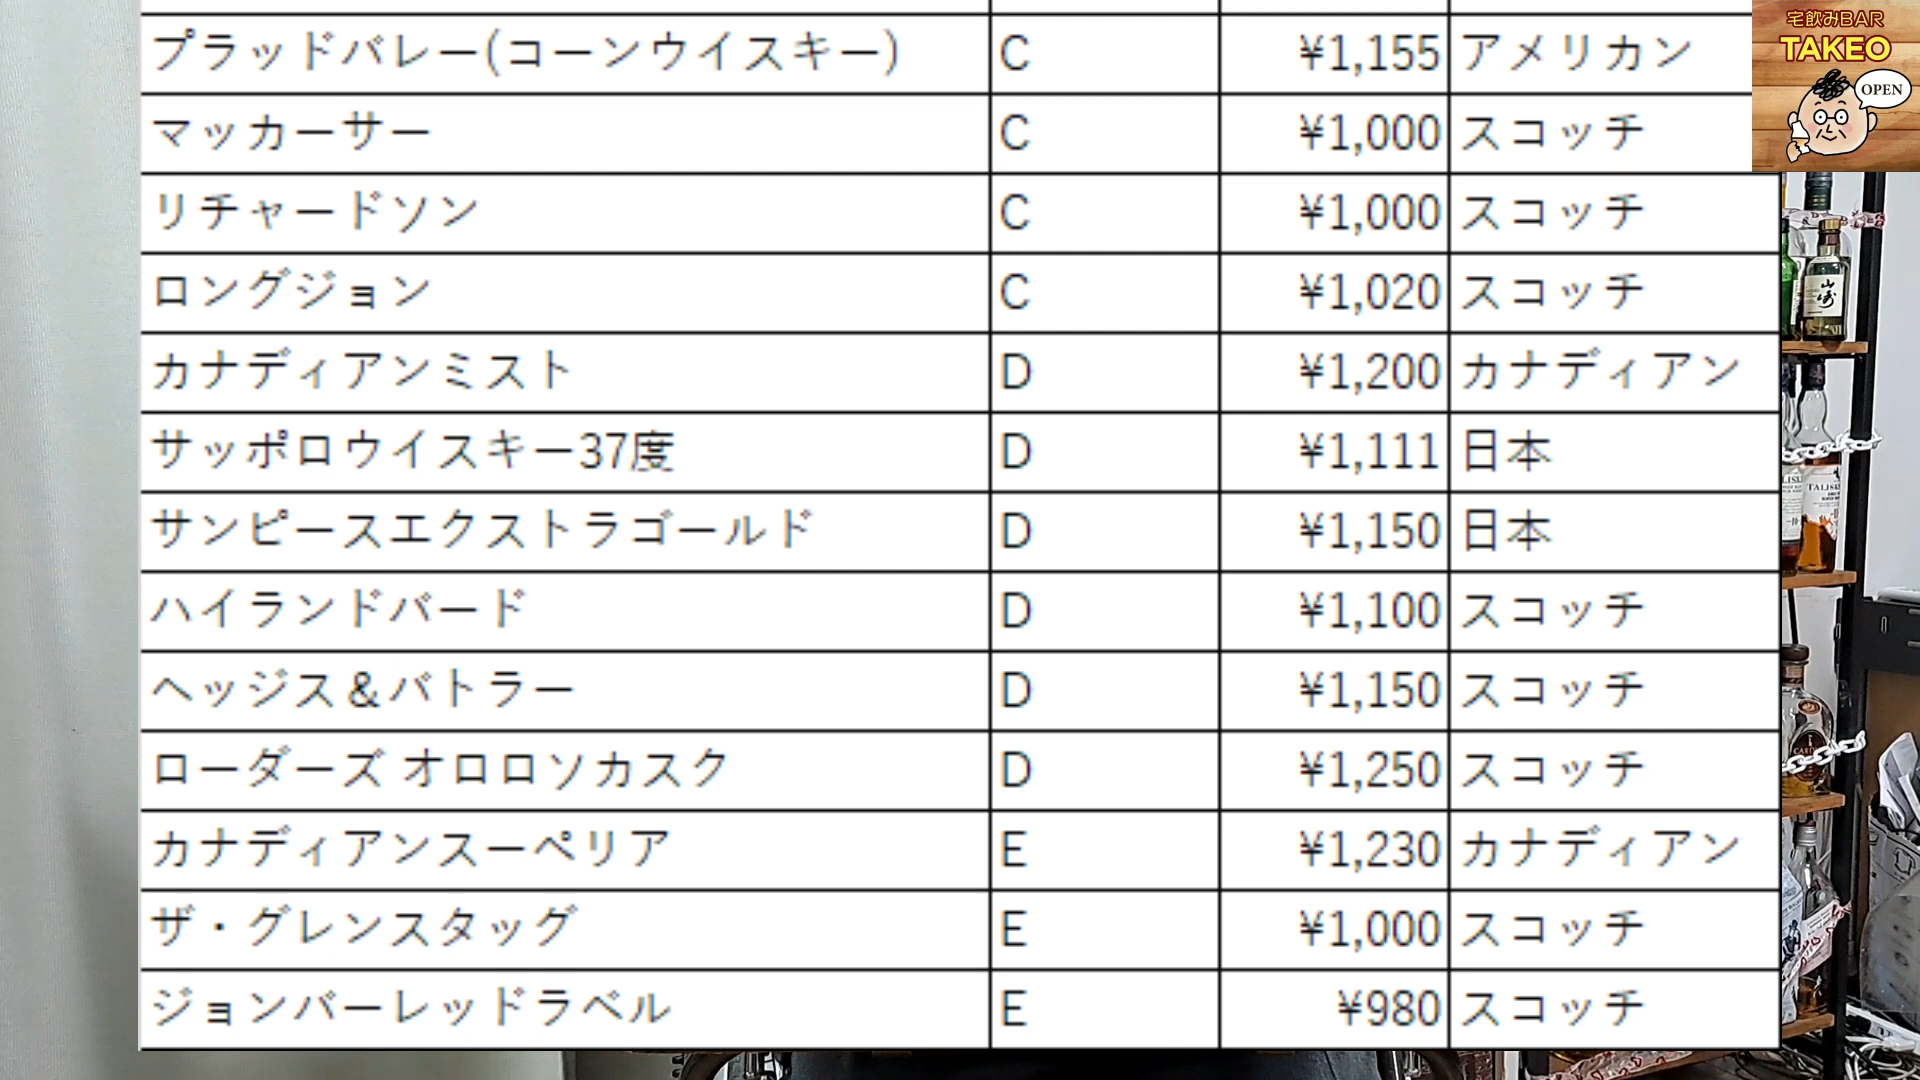 プラッドバレー(コーンウイスキー) C ¥1,155 アメリカン
マッカーサー C ¥1,000 スコッチ
リチャードソン C ¥1,000 スコッチ
ロングジョン C ¥1,020 スコッチ
カナディアンミスト D ¥1,200 カナディアン
サッポロウイスキー37度 D ¥1,111 日本
サンピースエクストラゴールド D ¥1,150 日本
ハイランドバード D ¥1,100 スコッチ
ヘッジス＆バトラー D ¥1,150 スコッチ
ローダーズ オロロソカスク D ¥1,250 スコッチ
カナディアンスーペリア E ¥1,230 カナディアン
ザ・グレンスタッグ E ¥1,000 スコッチ
ジョンバーレッドラベル E ¥980 スコッチ
宅飲みBAR
TAKEO
OPEN
山崎
TALISK